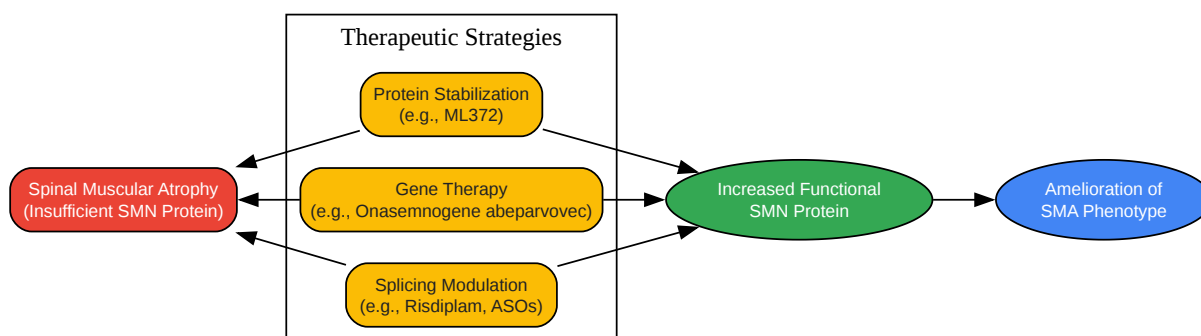 Therapeutic Strategies
Protein Stabilization
(e.g., ML372)
Spinal Muscular Atrophy
(Insufficient SMN Protein)
Gene Therapy
(e.g., Onasemnogene abeparvovec)
Increased Functional
SMN Protein
Amelioration of
SMA Phenotype
Splicing Modulation
(e.g., Risdiplam, ASOs)